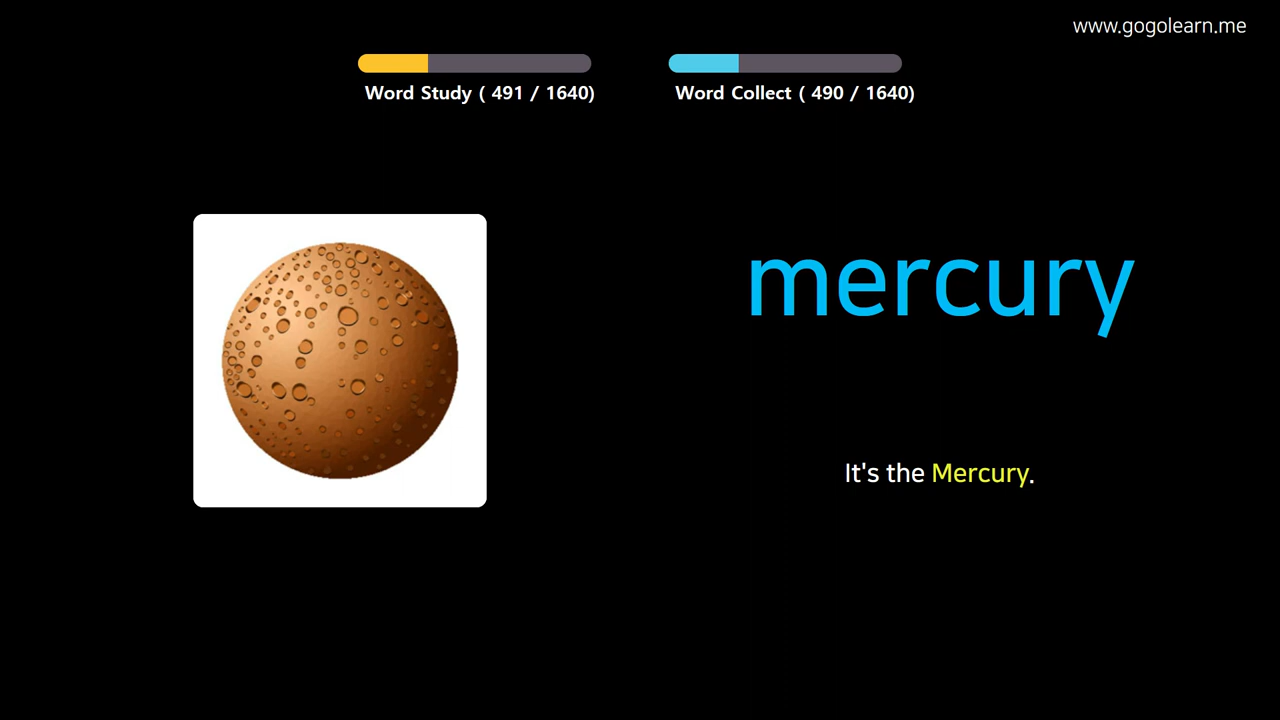 www.gogolearn.me
Word Study ( 491 / 1640)
Word Collect ( 490 / 1640)
mercury
It's the Mercury.